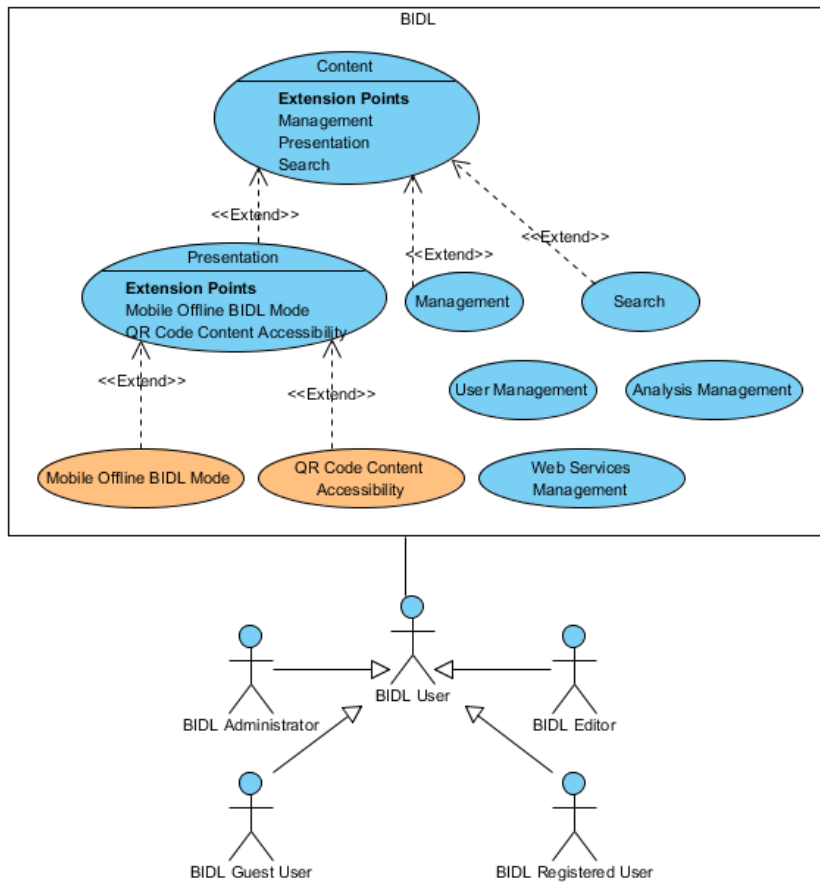 BIDL
Content
Extension Points
Management
Presentation
Search
<<Extend>>
<<Extend>>
<<Extend>>
Presentation
Extension Points
Mobile Offline BIDL Mode
QR Code Content Accessibility
Management
Search
<<Extend>>
<<Extend>>
User Management
Analysis Management
Mobile Offline BIDL Mode
QR Code Content
Accessibility
Web Services
Management
BIDL User
BIDL Administrator
BIDL Editor
BIDL Guest User
BIDL Registered User